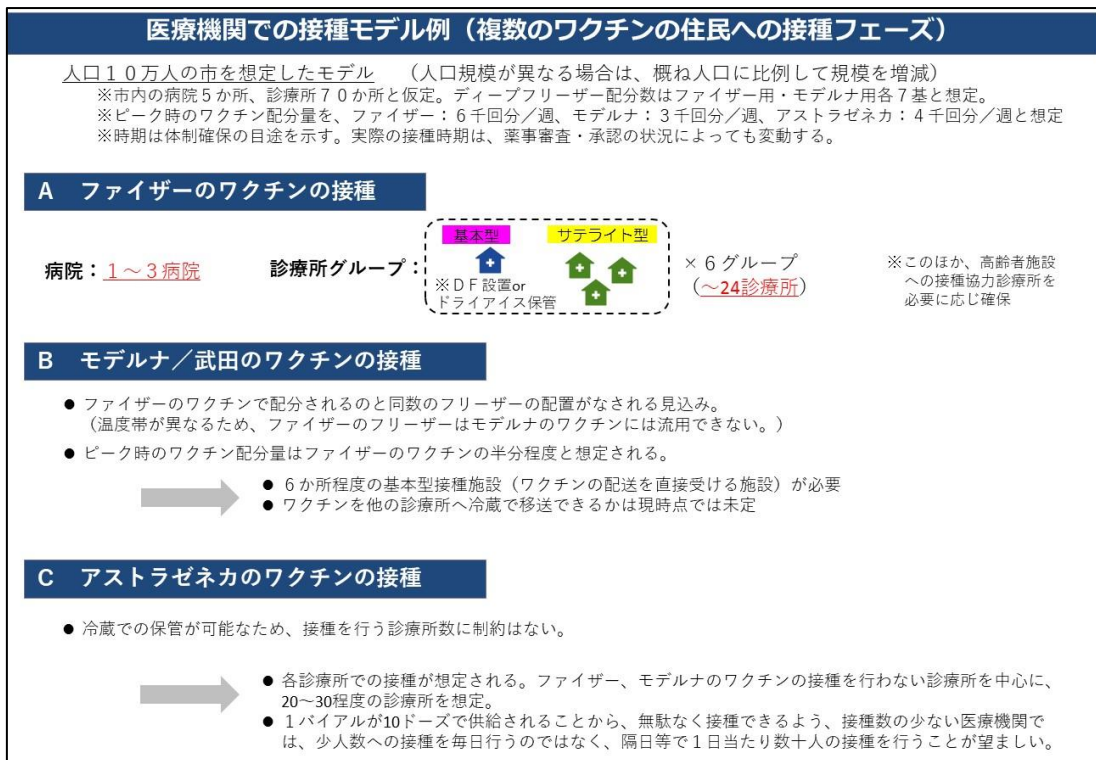 医療機関での接種モデル例（複数のワクチンの住民への接種フェーズ）
人口１０万人の市を想定したモデル　（人口規模が異なる場合は、概ね人口に比例して規模を増減）
※市内の病院５か所、診療所７０か所と仮定。ディープフリーザー配分数はファイザー用・モデルナ用各７基と想定。
※ピーク時のワクチン配分量を、ファイザー：６千回分／週、モデルナ：３千回分／週、アストラゼネカ：４千回分／週と想定
※時期は体制確保の目途を示す。実際の接種時期は、薬事審査・承認の状況によっても変動する。
A　ファイザーのワクチンの接種
病院：１～３病院
診療所グループ：
基本型
※ＤＦ設置or
ドライアイス保管
サテライト型
×６グループ
（～24診療所）
※このほか、高齢者施設
への接種協力診療所を
必要に応じ確保
B　モデルナ／武田のワクチンの接種
● ファイザーのワクチンで配分されるのと同数のフリーザーの配置がなされる見込み。
（温度帯が異なるため、ファイザーのフリーザーはモデルナのワクチンには流用できない。）
● ピーク時のワクチン配分量はファイザーのワクチンの半分程度と想定される。
● ６か所程度の基本型接種施設（ワクチンの配送を直接受ける施設）が必要
● ワクチンを他の診療所へ冷蔵で移送できるかは現時点では未定
C　アストラゼネカのワクチンの接種
● 冷蔵での保管が可能なため、接種を行う診療所数に制約はない。
● 各診療所での接種が想定される。ファイザー、モデルナのワクチンの接種を行わない診療所を中心に、
20～30程度の診療所を想定。
● １バイアルが10ドーズで供給されることから、無駄なく接種できるよう、接種数の少ない医療機関で
は、少人数への接種を毎日行うのではなく、隔日等で１日当たり数十人の接種を行うことが望ましい。